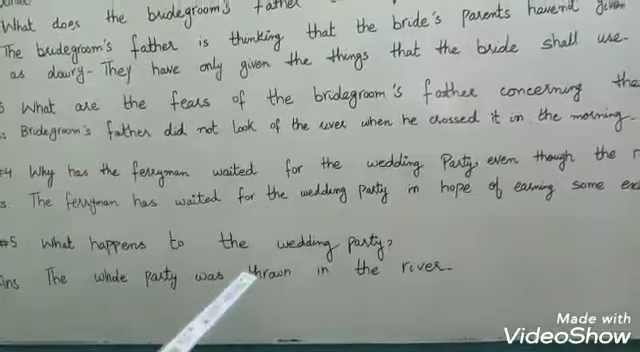 What does the bridegroom's father
The bridegroom's father is thinking that the bride's parents haven't given
as dowry- They have only given the things that the bride shall use-
What are the fears of the bridegroom's father concerning the
: Bridegroom's father did not look of the river when he crossed it in the morning-
#4 Why has the ferryman waited for the wedding Party, even though the r
s. The ferryman has waited for the wedding party in hope of earning some ex
#5 What happens to the wedding party?
Ans The whole party was thrown in the river-
Made with
VideoShow